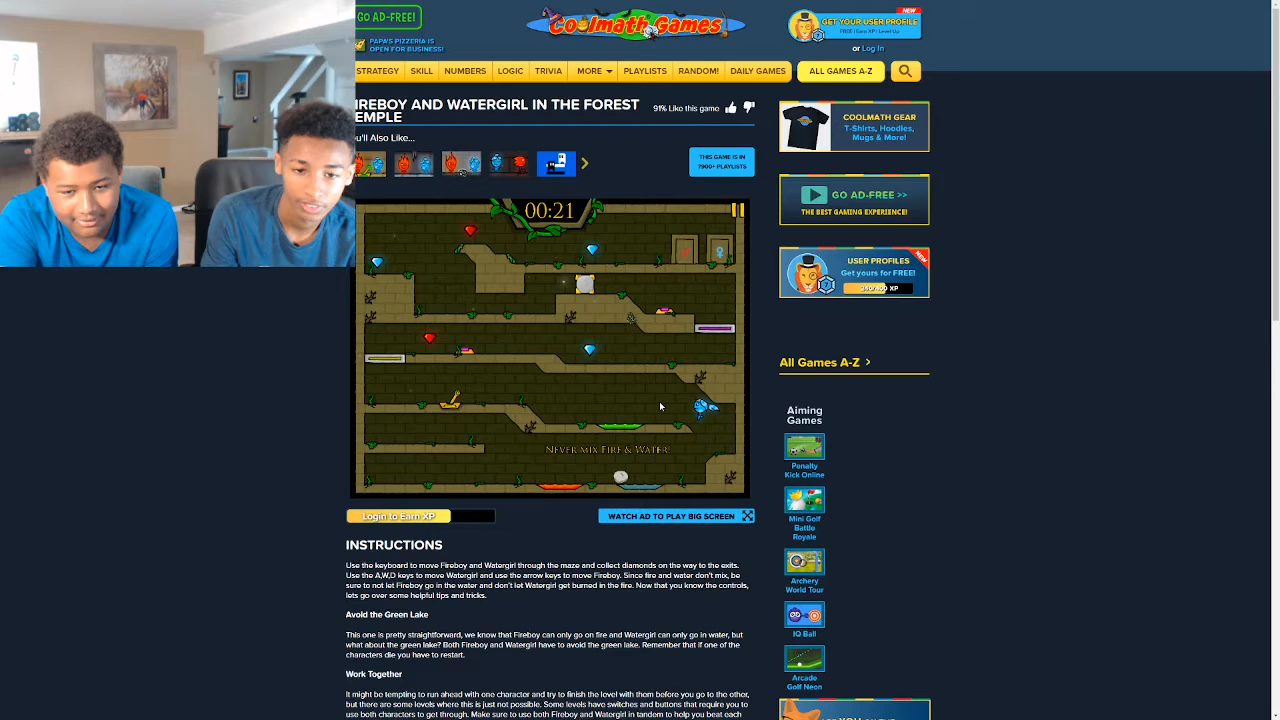 GO AD-FREE!
Coolmath Games
NEW
GET YOUR USER PROFILE
FREE | Earn XP | Level Up
PAPA'S PIZZERIA IS
OPEN FOR BUSINESS!
or Log In
STRATEGY SKILL NUMBERS LOGIC TRIVIA MORE PLAYLISTS RANDOM! DAILY GAMES ALL GAMES A-Z
IREBOY AND WATERGIRL IN THE FOREST
EMPLE
91% Like this game
u'll Also Like...
THIS GAME IS IN
7900+ PLAYLISTS
COOLMATH GEAR
T-Shirts, Hoodies,
Mugs & More!
GO AD-FREE >>
THE BEST GAMING EXPERIENCE!
NEW
USER PROFILES
Get yours for FREE!
240/400 XP
00:21
NEVER MIX FIRE & WATER!
All Games A-Z
Aiming
Games
Penalty
Kick Online
Mini Golf
Battle
Royale
Archery
World Tour
IQ Ball
Arcade
Golf Neon
Login to Earn XP
WATCH AD TO PLAY BIG SCREEN
INSTRUCTIONS
Use the keyboard to move Fireboy and Watergirl through the maze and collect diamonds on the way to the exits.
Use the A,W,D keys to move Watergirl and use the arrow keys to move Fireboy. Since fire and water don't mix, be
sure to not let Fireboy go in the water and don't let Watergirl get burned in the fire. Now that you know the controls,
lets go over some helpful tips and tricks.
Avoid the Green Lake
This one is pretty straightforward, we know that Fireboy can only go on fire and Watergirl can only go in water, but
what about the green lake? Both Fireboy and Watergirl have to avoid the green lake. Remember that if one of the
characters die you have to restart.
Work Together
It might be tempting to run ahead with one character and try to finish the level with them before you go to the other,
but there are some levels where this is just not possible. Some levels have switches and buttons that require you to
use both characters to get through. Make sure to use both Fireboy and Watergirl in tandem to help you beat each